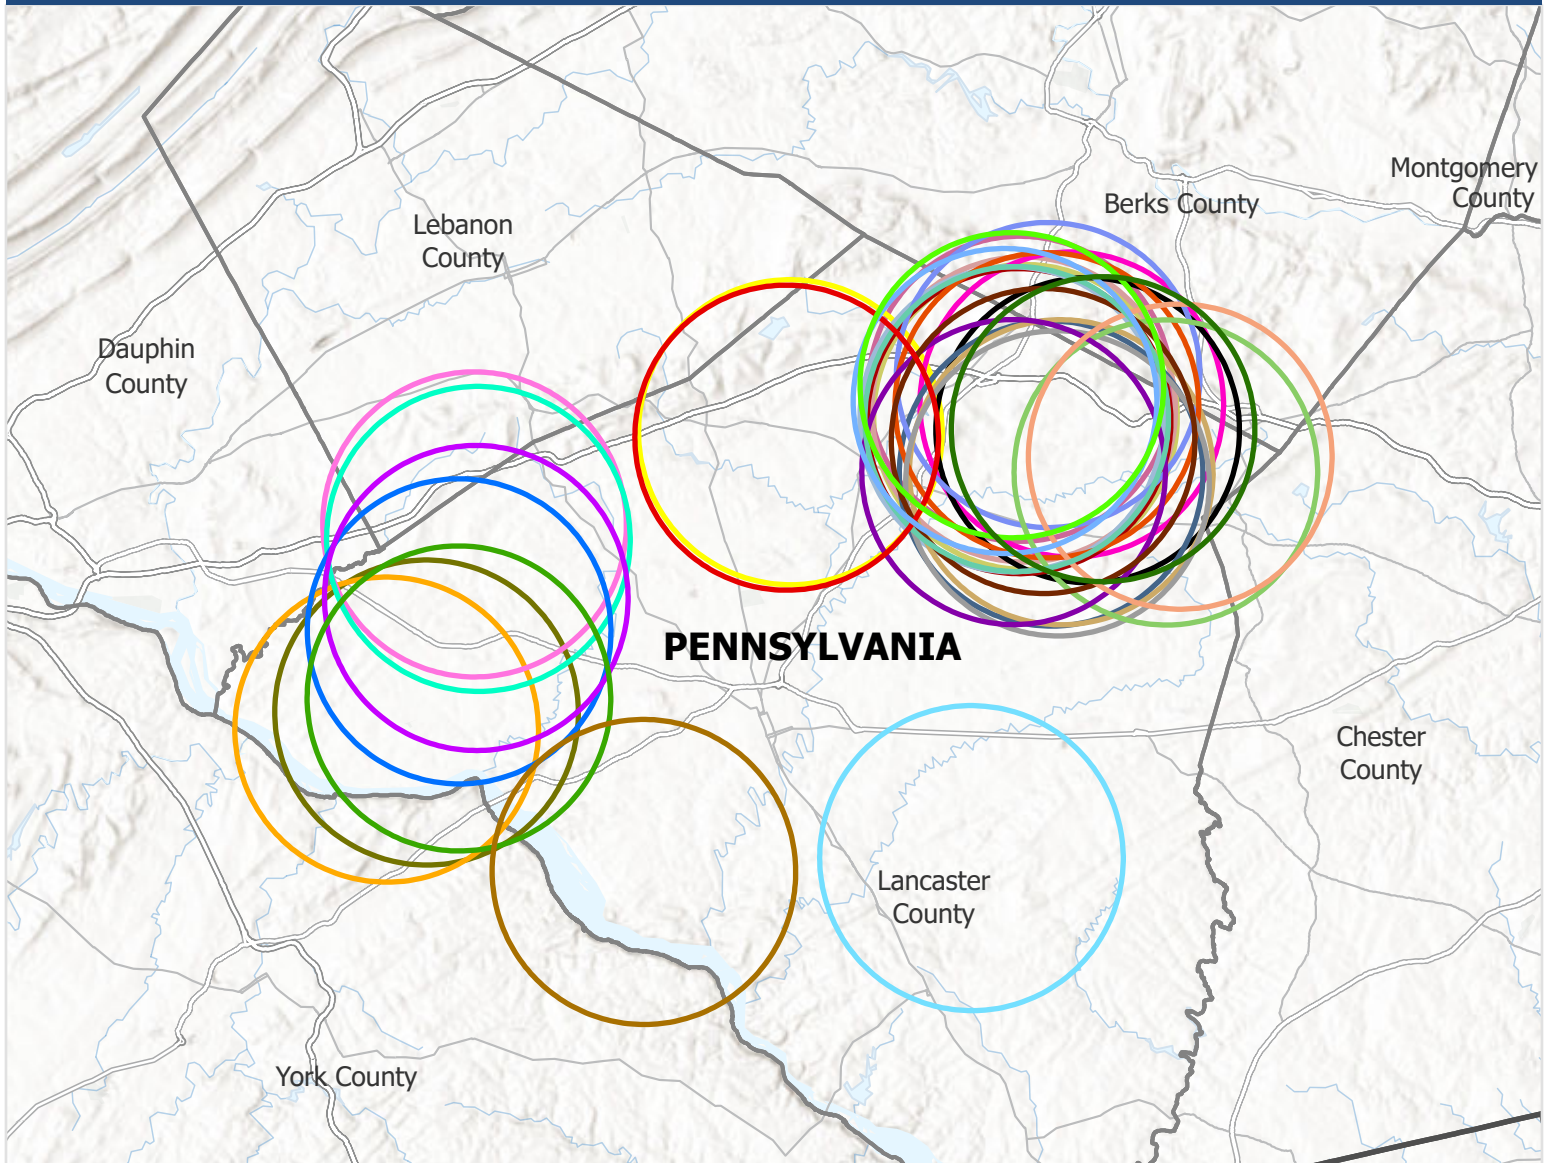 Montgomery
County
Berks County
Lebanon
County
Dauphin
County
PENNSYLVANIA
Chester
County
Lancaster
County
York County